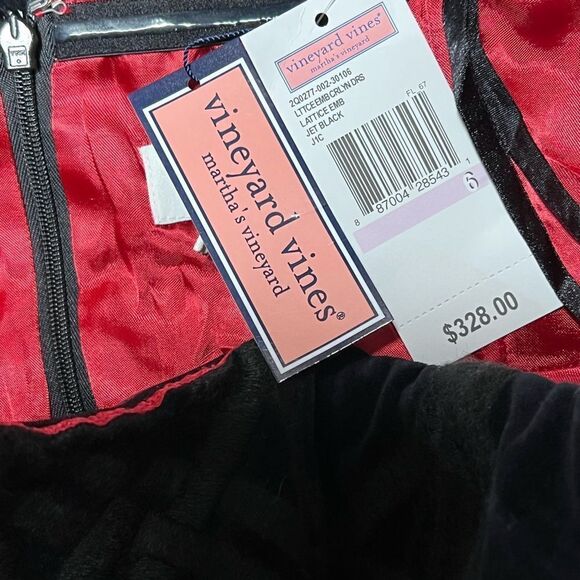 vineyard vines®
martha's vineyard
vineyard vines
martha's vineyard
2Q0277-002-30106
LTTCE EMB CRLYN DRS
LATTICE EMB
JET BLACK
J1C
FL 67
8 87004 28543 1
6
$328.00